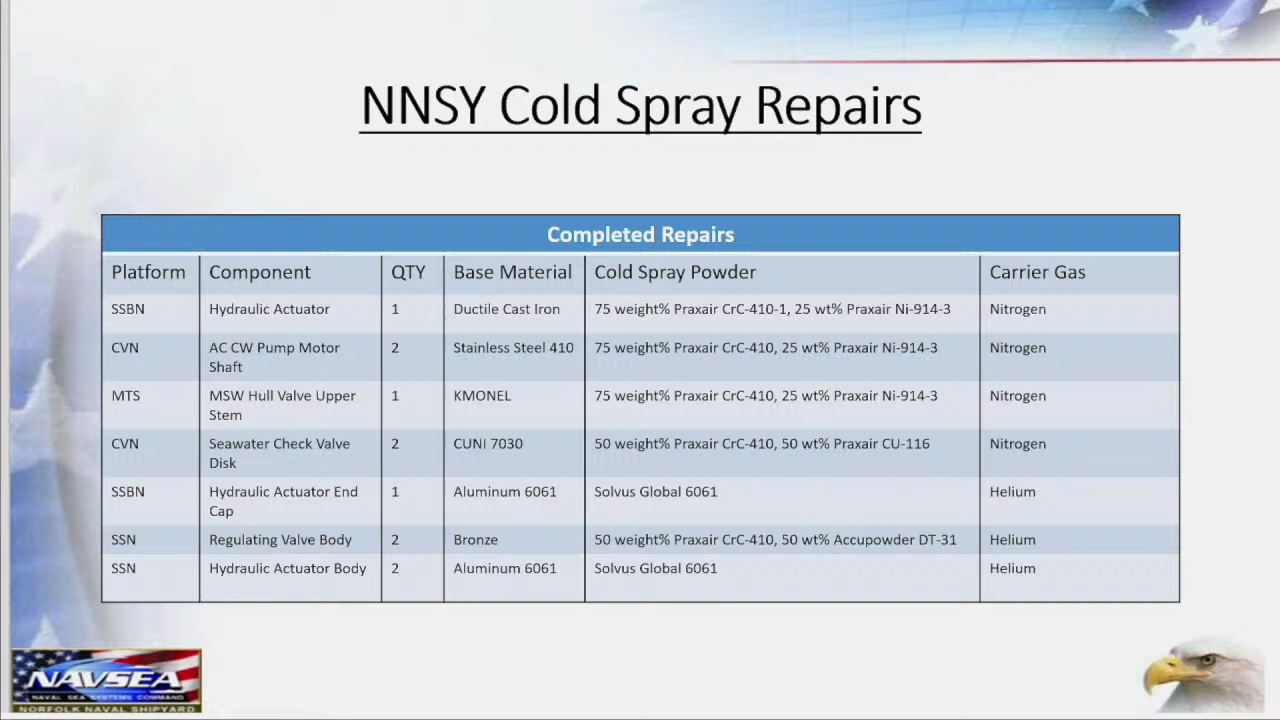 NNSY Cold Spray Repairs
Completed Repairs
Platform Component QTY Base Material Cold Spray Powder Carrier Gas
SSBN Hydraulic Actuator 1 Ductile Cast Iron 75 weight% Praxair CrC-410-1, 25 wt% Praxair Ni-914-3 Nitrogen
CVN AC CW Pump Motor 2 Stainless Steel 410 75 weight% Praxair CrC-410, 25 wt% Praxair Ni-914-3 Nitrogen
Shaft
MTS MSW Hull Valve Upper 1 KMONEL 75 weight% Praxair CrC-410, 25 wt% Praxair Ni-914-3 Nitrogen
Stem
CVN Seawater Check Valve 2 CUNI 7030 50 weight% Praxair CrC-410, 50 wt% Praxair CU-116 Nitrogen
Disk
SSBN Hydraulic Actuator End 1 Aluminum 6061 Solvus Global 6061 Helium
Cap
SSN Regulating Valve Body 2 Bronze 50 weight% Praxair CrC-410, 50 wt% Accupowder DT-31 Helium
SSN Hydraulic Actuator Body 2 Aluminum 6061 Solvus Global 6061 Helium
NAVSEA
NAVAL SEA SYSTEMS COMMAND
NORFOLK NAVAL SHIPYARD